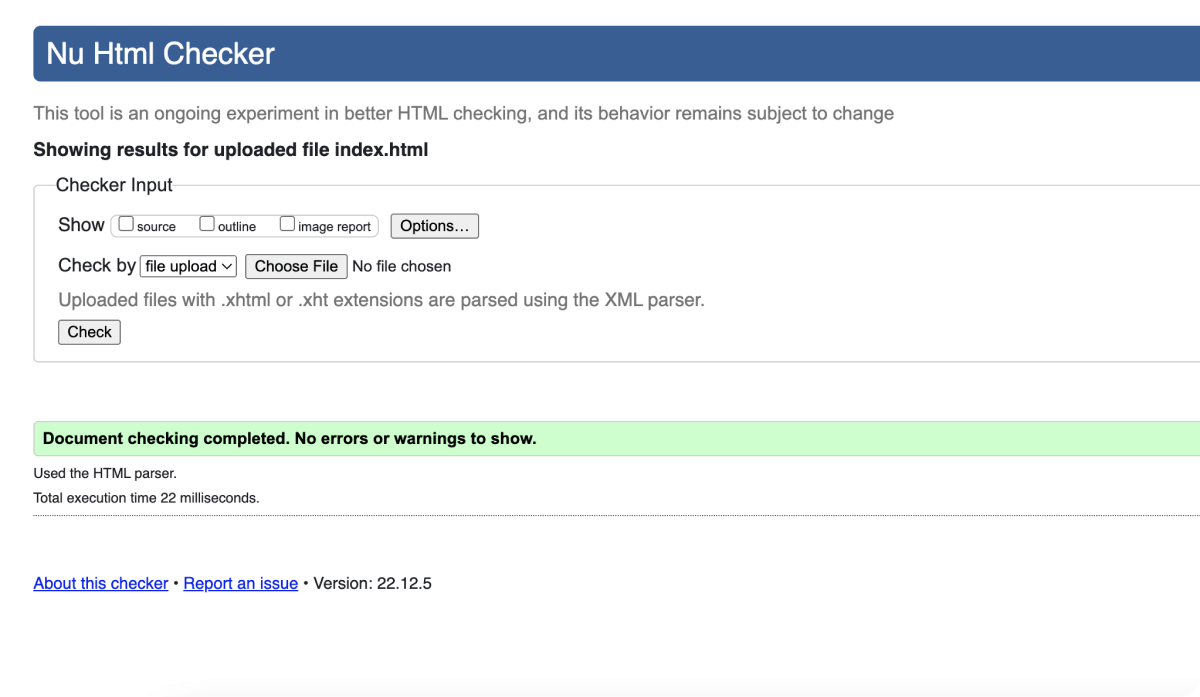 Nu Html Checker
This tool is an ongoing experiment in better HTML checking, and its behavior remains subject to change
Showing results for uploaded file index.html
Checker Input
Show source outline image report Options...
Check by file upload Choose File No file chosen
Uploaded files with .xhtml or .xht extensions are parsed using the XML parser.
Check
Document checking completed. No errors or warnings to show.
Used the HTML parser.
Total execution time 22 milliseconds.
About this checker • Report an issue • Version: 22.12.5